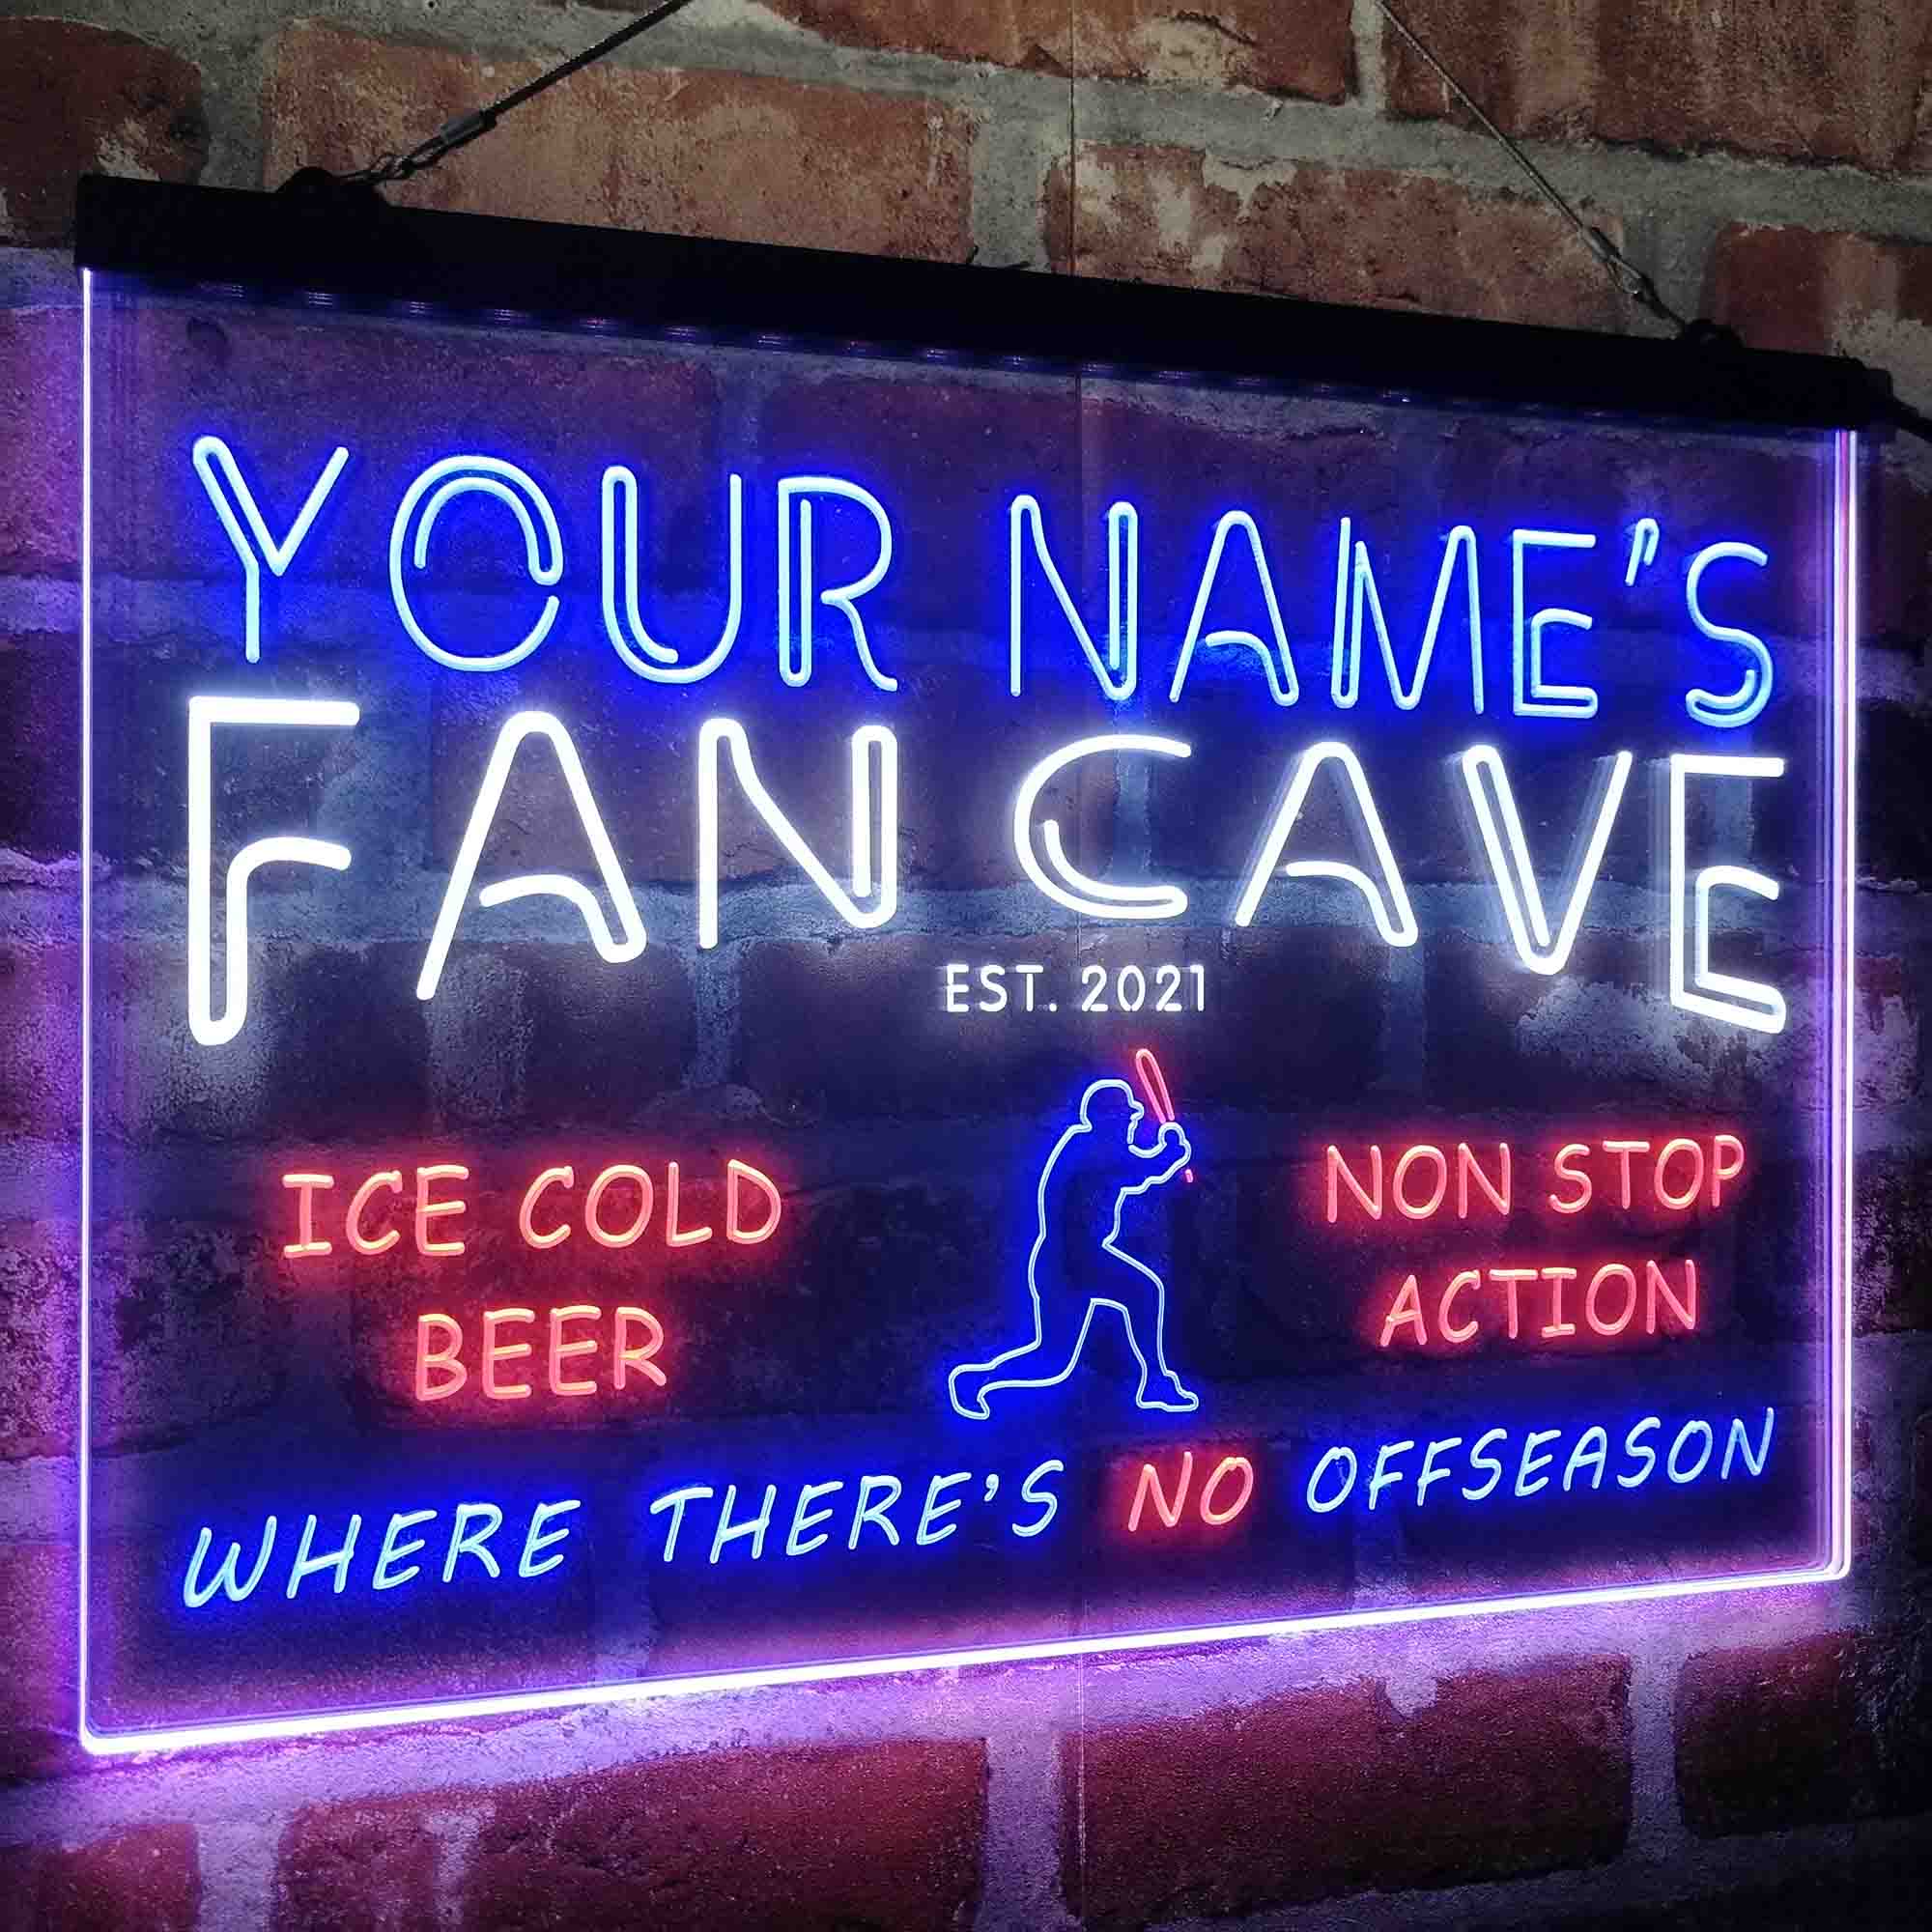 YOUR NAME'S
FAN CAVE
EST. 2021
ICE COLD
BEER
NON STOP
ACTION
WHERE THERE'S NO OFFSEASON